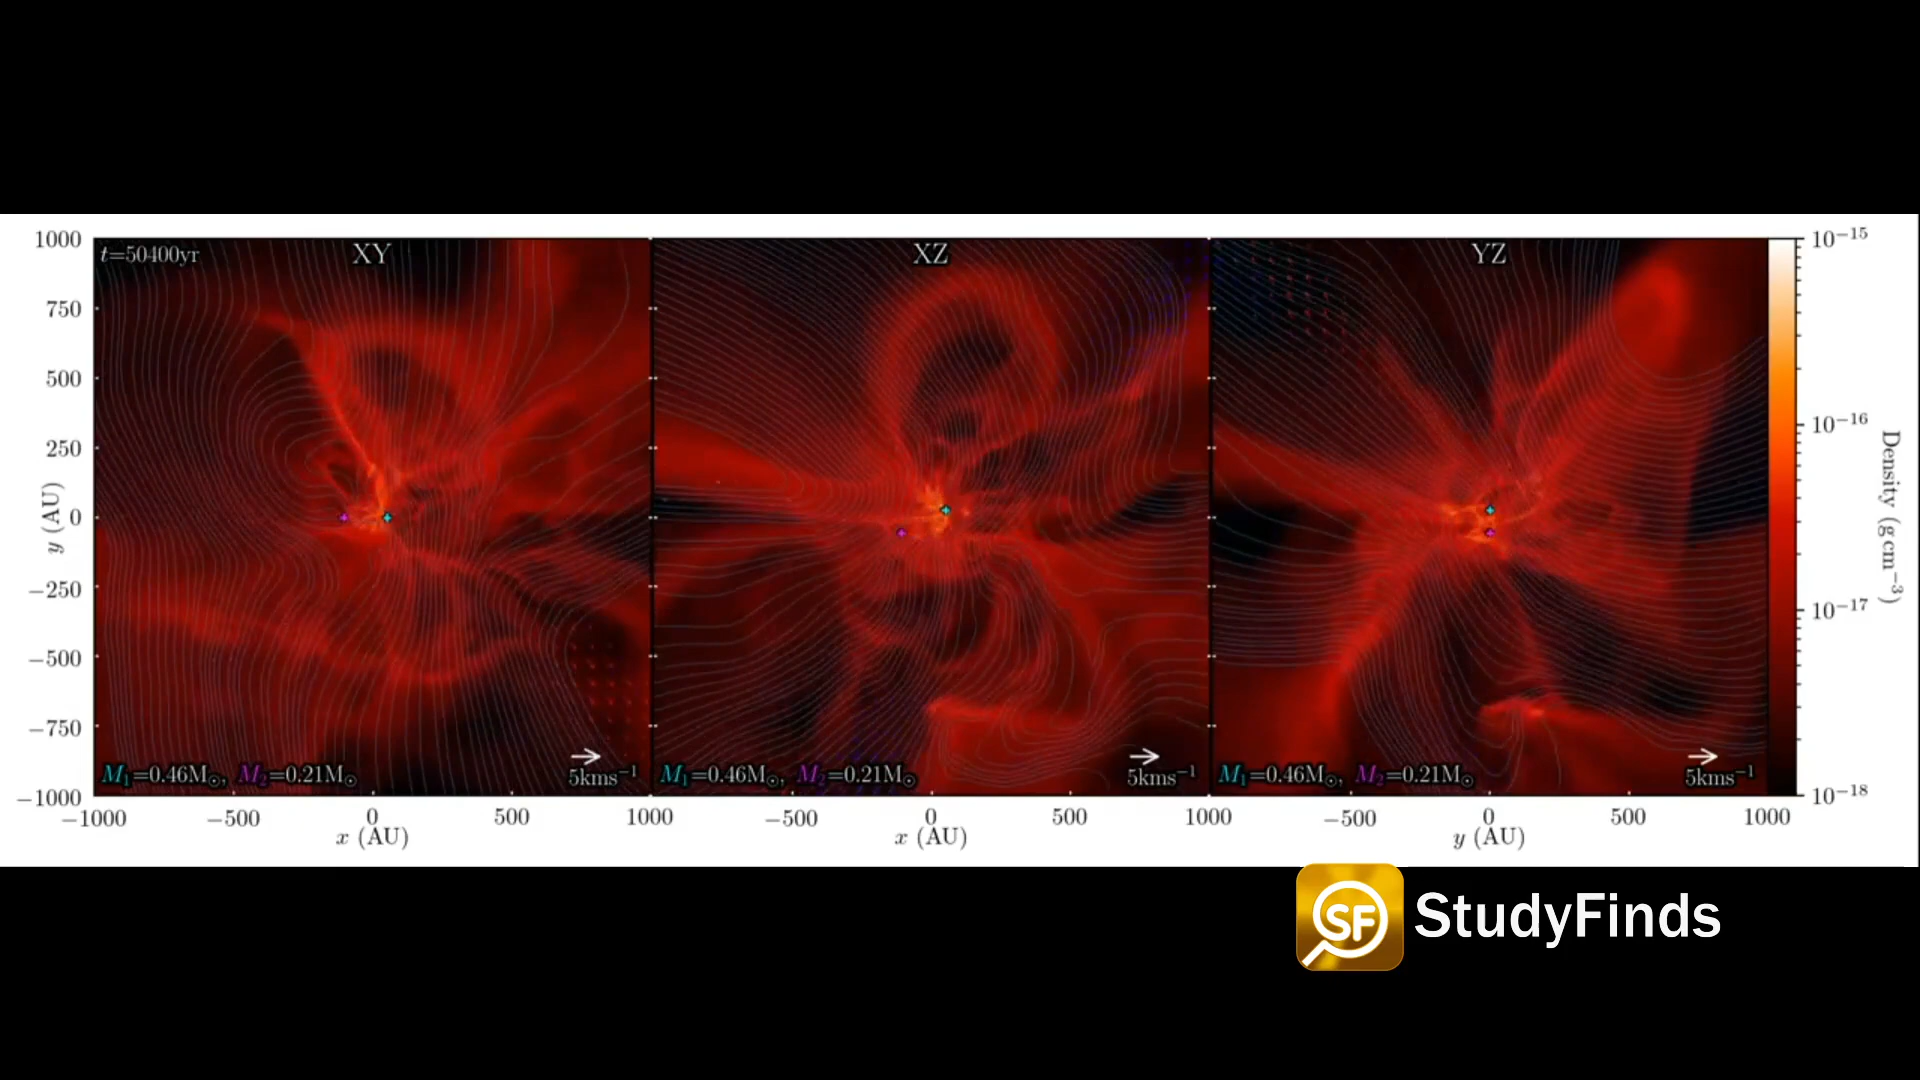 t=50400yr
XY
XZ
YZ
1000
750
500
250
0
−250
−500
−750
−1000
y (AU)
M₁=0.46M☉, M₂=0.21M☉
5kms⁻¹
M₁=0.46M☉, M₂=0.21M☉
5kms⁻¹
M₁=0.46M☉, M₂=0.21M☉
5kms⁻¹
−1000 −500 0 500 1000
x (AU)
−500 0 500 1000
x (AU)
−500 0 500 1000
y (AU)
10⁻¹⁵
10⁻¹⁶
10⁻¹⁷
10⁻¹⁸
Density (g cm⁻³)
SF StudyFinds